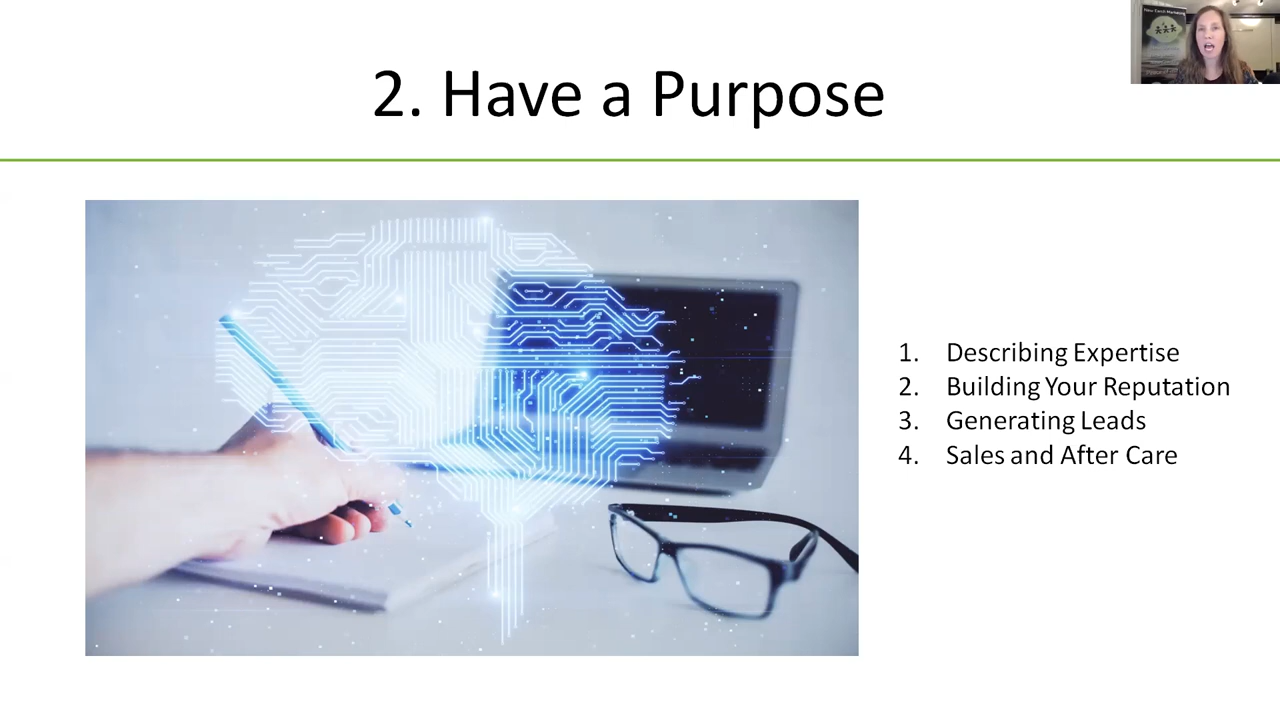 2. Have a Purpose
1. Describing Expertise
2. Building Your Reputation
3. Generating Leads
4. Sales and After Care